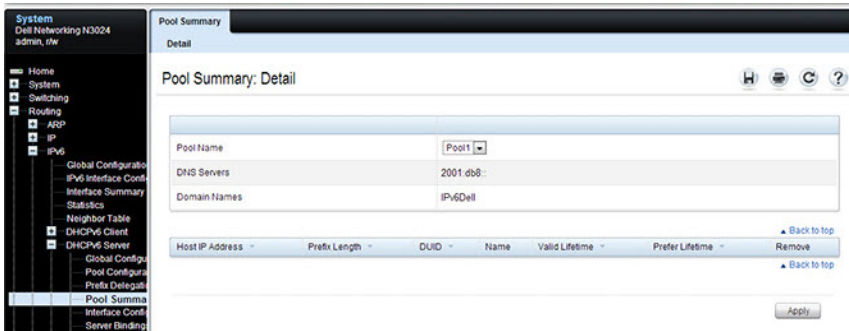 System
Dell Networking N3024
admin, r/w
Home
System
Switching
Routing
ARP
IP
IPv6
Global Configuratio
IPv6 Interface Confi
Interface Summary
Statistics
Neighbor Table
DHCPv6 Client
DHCPv6 Server
Global Configu
Pool Configura
Prefix Delegati
Pool Summa
Interface Confi
Server Binding
Pool Summary
Detail
Pool Summary: Detail
Pool Name Pool1
DNS Servers 2001:db8::
Domain Names IPv6Dell
Back to top
Host IP Address Prefix Length DUID Name Valid Lifetime Prefer Lifetime Remove
Back to top
Apply